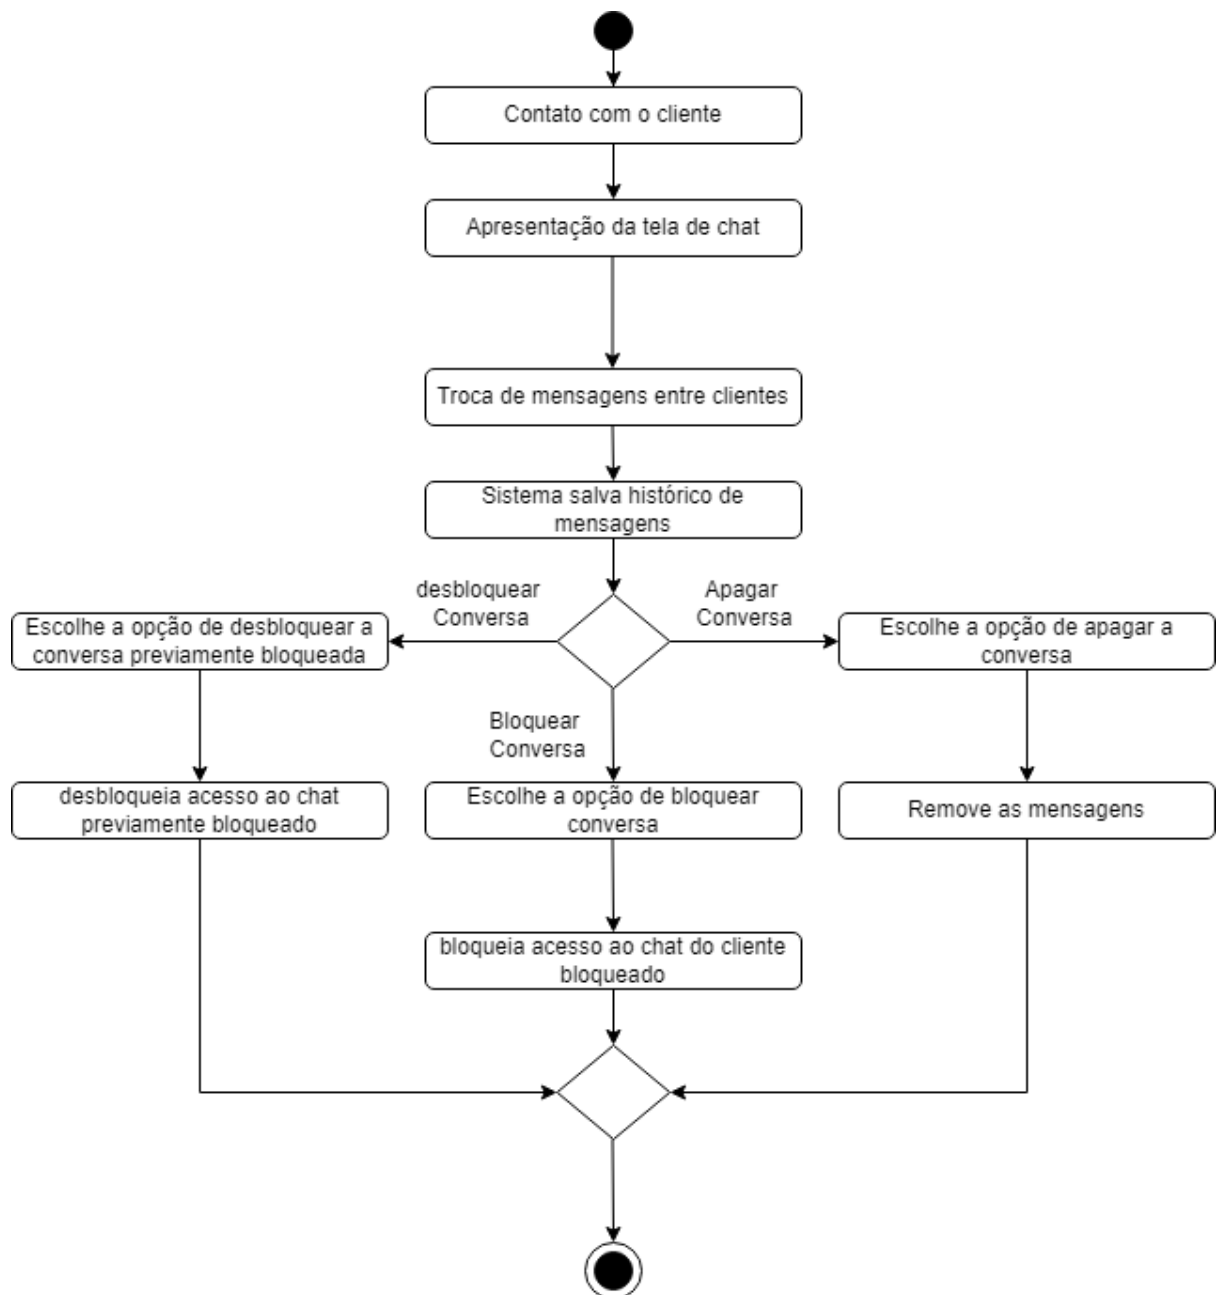 Contato com o cliente
Apresentação da tela de chat
Troca de mensagens entre clientes
Sistema salva histórico de
mensagens
desbloquear
Conversa
Apagar
Conversa
Escolhe a opção de desbloquear a
conversa previamente bloqueada
Escolhe a opção de apagar a
conversa
Bloquear
Conversa
desbloqueia acesso ao chat
previamente bloqueado
Escolhe a opção de bloquear
conversa
Remove as mensagens
bloqueia acesso ao chat do cliente
bloqueado